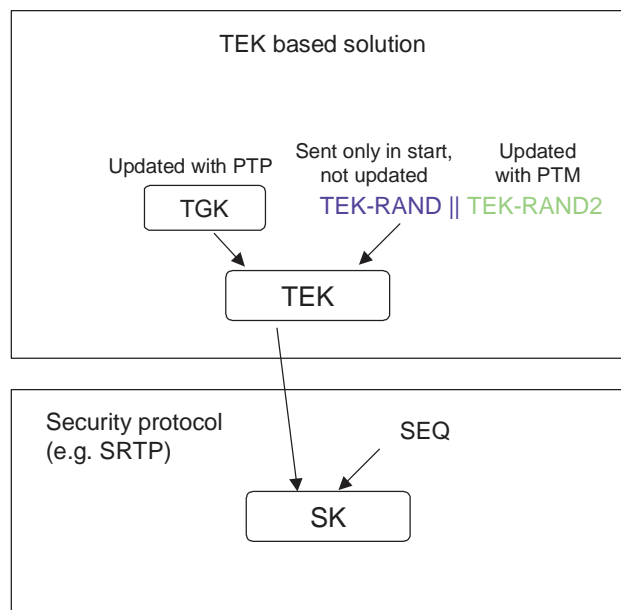 TEK based solution
Updated with PTP
Sent only in start,
not updated
Updated
with PTM
TGK
TEK-RAND || TEK-RAND2
TEK
Security protocol
(e.g. SRTP)
SEQ
SK